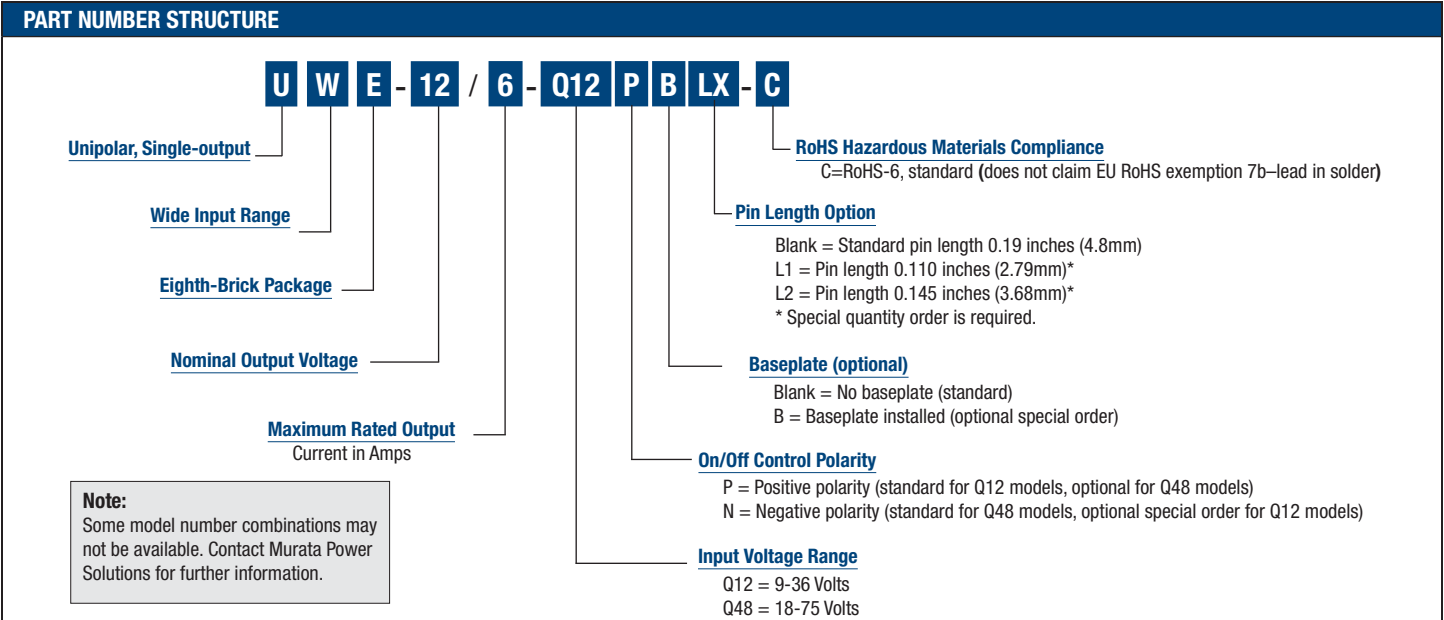 PART NUMBER STRUCTURE
U W E - 12 / 6 - Q12 P B LX - C
Unipolar, Single-output
Wide Input Range
Eighth-Brick Package
Nominal Output Voltage
Maximum Rated Output
Current in Amps
Note:
Some model number combinations may
not be available. Contact Murata Power
Solutions for further information.
RoHS Hazardous Materials Compliance
C=RoHS-6, standard (does not claim EU RoHS exemption 7b–lead in solder)
Pin Length Option
Blank = Standard pin length 0.19 inches (4.8mm)
L1 = Pin length 0.110 inches (2.79mm)*
L2 = Pin length 0.145 inches (3.68mm)*
* Special quantity order is required.
Baseplate (optional)
Blank = No baseplate (standard)
B = Baseplate installed (optional special order)
On/Off Control Polarity
P = Positive polarity (standard for Q12 models, optional for Q48 models)
N = Negative polarity (standard for Q48 models, optional special order for Q12 models)
Input Voltage Range
Q12 = 9-36 Volts
Q48 = 18-75 Volts